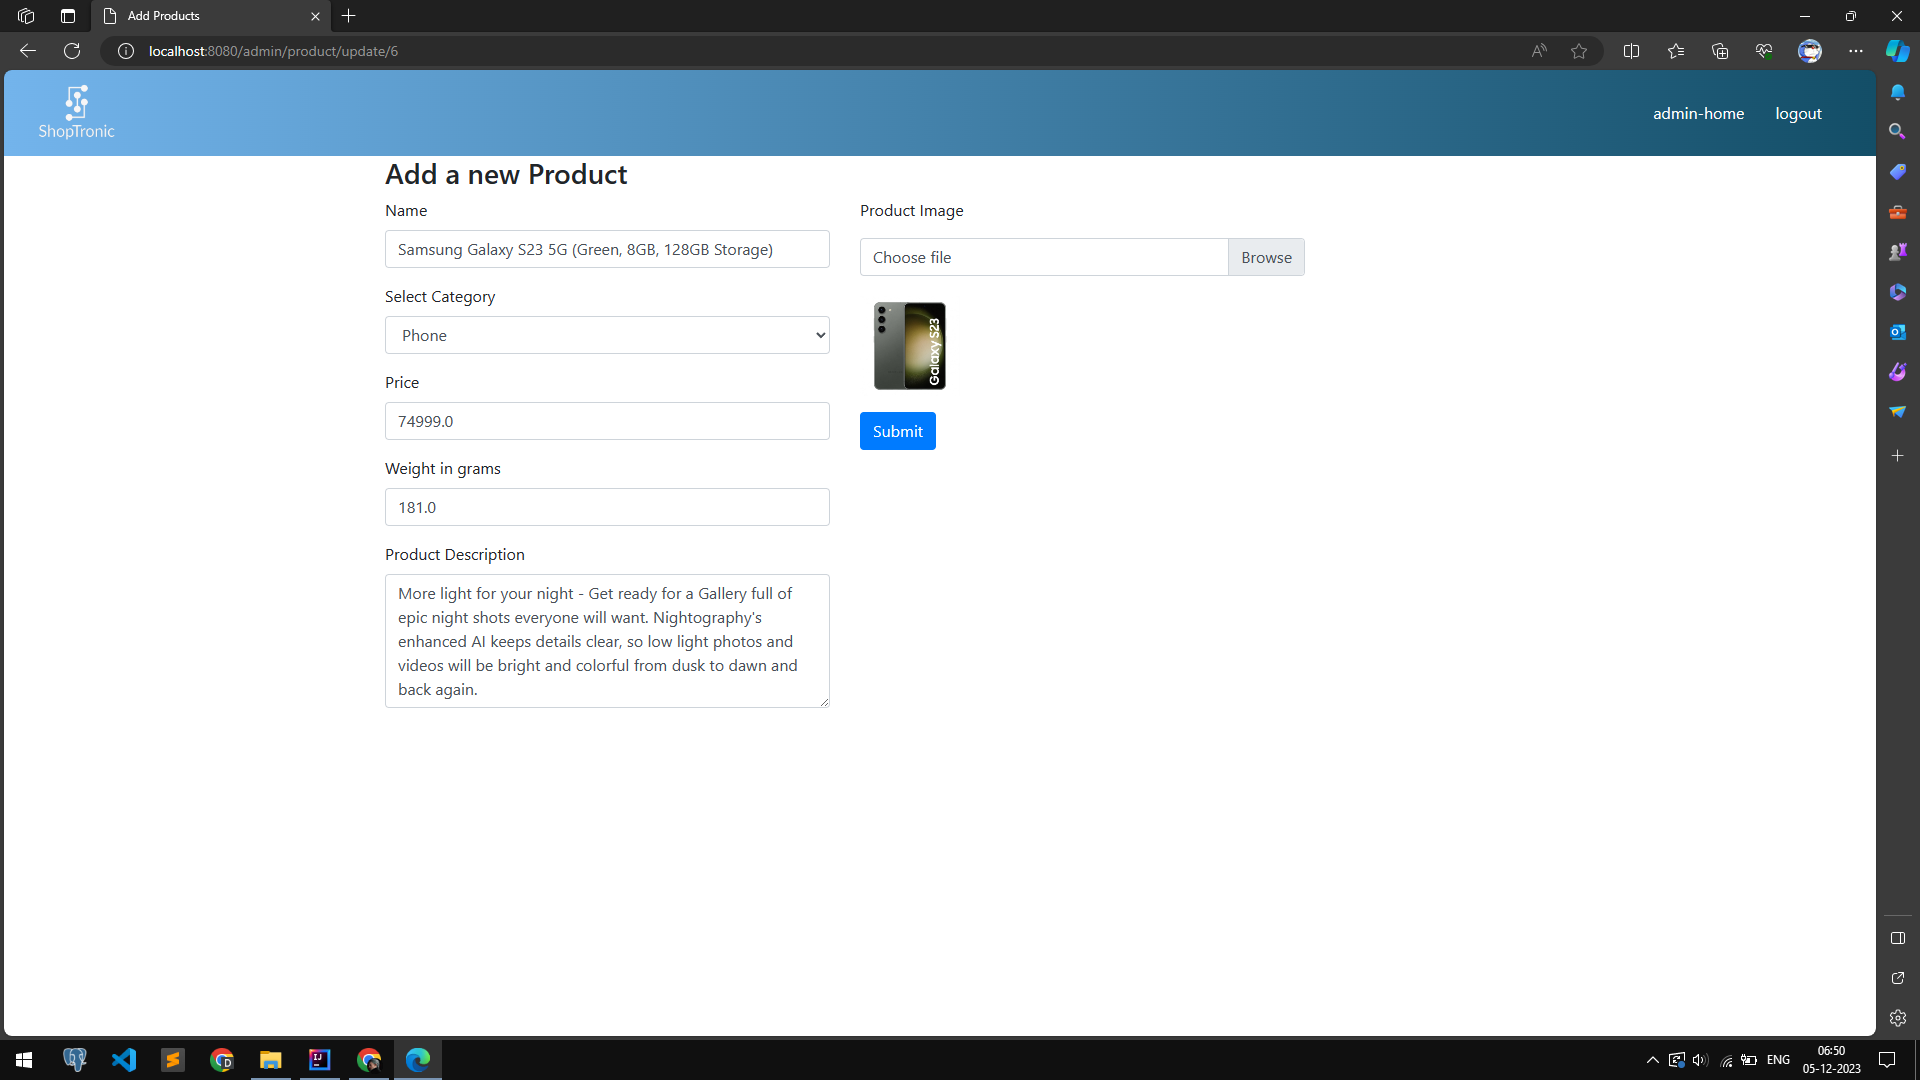 Add Products
localhost:8080/admin/product/update/6
ShopTronic
admin-home
logout
Add a new Product
Name
Samsung Galaxy S23 5G (Green, 8GB, 128GB Storage)
Select Category
Phone
Price
74999.0
Weight in grams
181.0
Product Description
More light for your night - Get ready for a Gallery full of
epic night shots everyone will want. Nightography's
enhanced AI keeps details clear, so low light photos and
videos will be bright and colorful from dusk to dawn and
back again.
Product Image
Choose file
Browse
Galaxy S23
Submit
ENG
06:50
05-12-2023